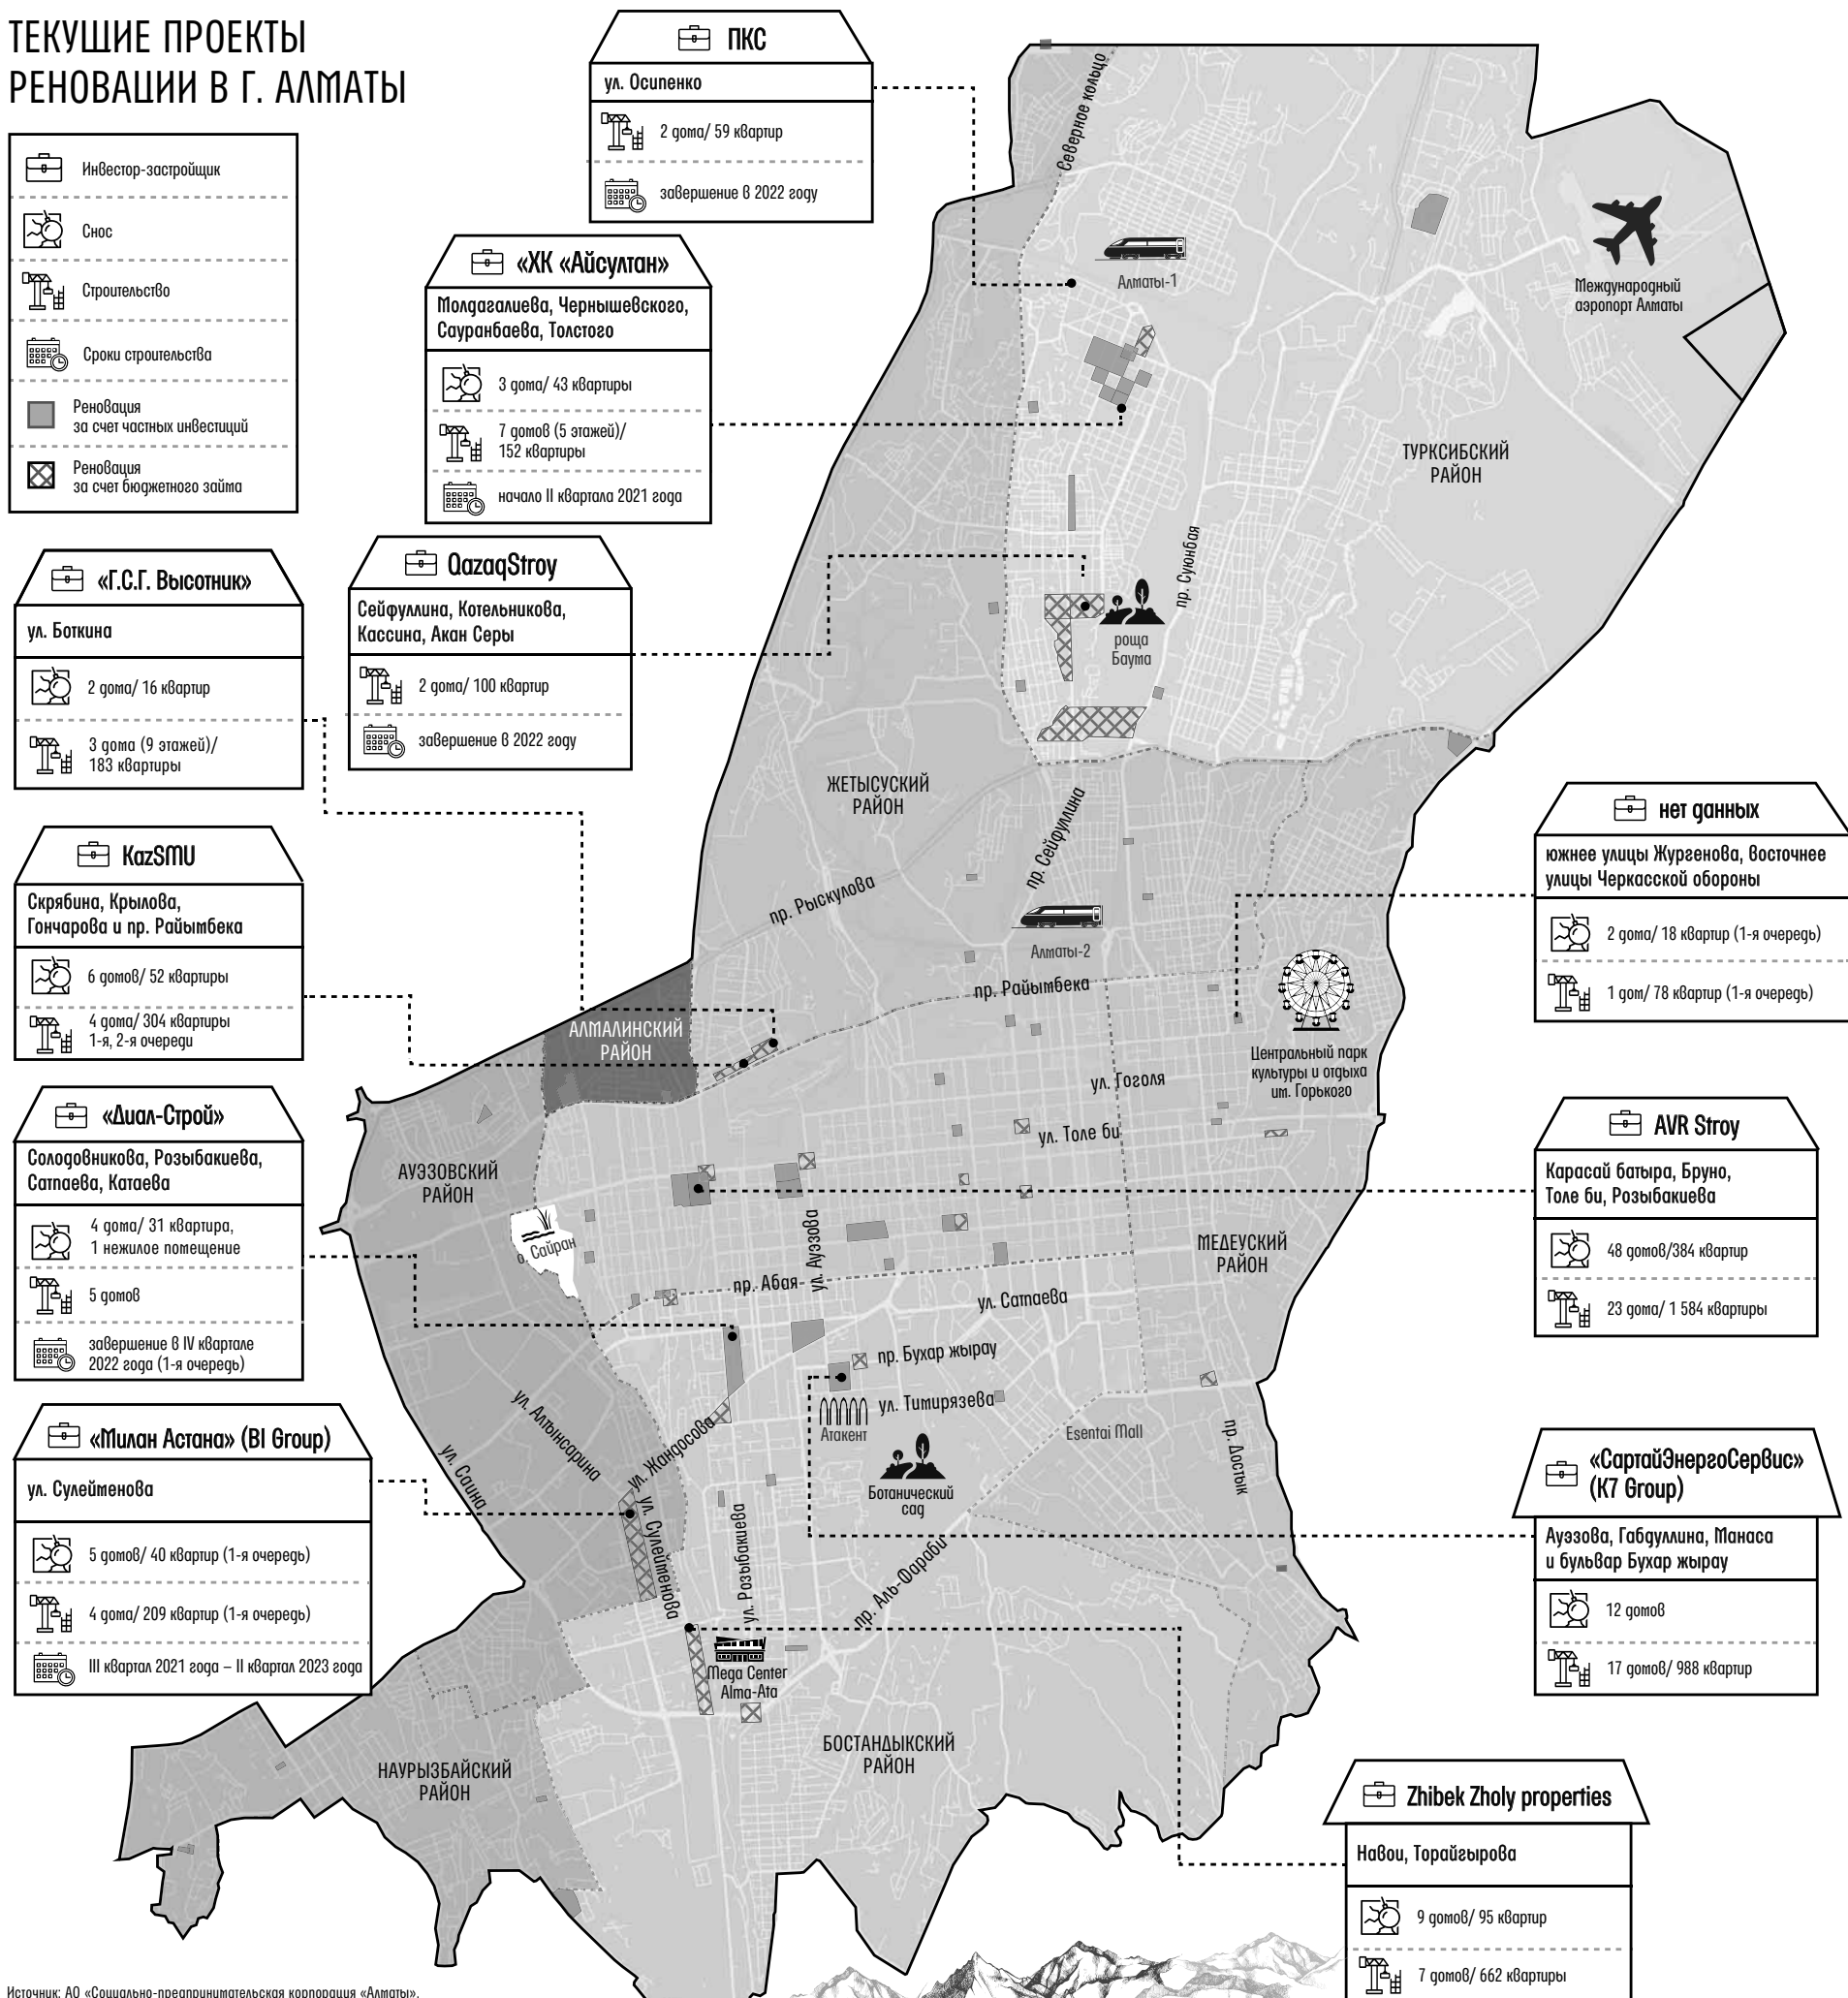 ТЕКУЩИЕ ПРОЕКТЫ
РЕНОВАЦИИ В Г. АЛМАТЫ
Инвестор-застройщик
Снос
Строительство
Сроки строительства
Реновация
за счет частных инвестиций
Реновация
за счет бюджетного займа
ПКС
ул. Осипенко
2 дома/ 59 квартир
завершение в 2022 году
«ХК «Айсултан»
Молдагалиева, Чернышевского,
Сауранбаева, Толстого
3 дома/ 43 квартиры
7 домов (5 этажей)/
152 квартиры
начало II квартала 2021 года
QazaqStroy
Сейфуллина, Котельникова,
Кассина, Акан Серы
2 дома/ 100 квартир
завершение в 2022 году
«Г.С.Г. Высотник»
ул. Боткина
2 дома/ 16 квартир
3 дома (9 этажей)/
183 квартиры
KazSMU
Скрябина, Крылова,
Гончарова и пр. Райымбека
6 домов/ 52 квартиры
4 дома/ 304 квартиры
1-я, 2-я очереди
«Диал-Строй»
Солодовникова, Розыбакиева,
Сатпаева, Катаева
4 дома/ 31 квартира,
1 нежилое помещение
5 домов
завершение в IV квартале
2022 года (1-я очередь)
«Милан Астана» (BI Group)
ул. Сулейменова
5 домов/ 40 квартир (1-я очередь)
4 дома/ 209 квартир (1-я очередь)
III квартал 2021 года – II квартал 2023 года
нет данных
южнее улицы Жургенова, восточнее
улицы Черкасской обороны
2 дома/ 18 квартир (1-я очередь)
1 дом/ 78 квартир (1-я очередь)
AVR Stroy
Карасай батыра, Бруно,
Толе би, Розыбакиева
48 домов/384 квартир
23 дома/ 1 584 квартиры
«СартайЭнергоСервис»
(K7 Group)
Ауэзова, Габдуллина, Манаса
и бульвар Бухар жырау
12 домов
17 домов/ 988 квартир
Zhibek Zholy properties
Навои, Торайгырова
9 домов/ 95 квартир
7 домов/ 662 квартиры
Северное кольцо
Алматы-1
Международный
аэропорт Алматы
ТУРКСИБСКИЙ
РАЙОН
пр. Суюнбая
роща
Баума
ЖЕТЫСУСКИЙ
РАЙОН
пр. Сейфуллина
пр. Рыскулова
Алматы-2
пр. Райымбека
АЛМАЛИНСКИЙ
РАЙОН
Центральный парк
культуры и отдыха
им. Горького
ул. Гоголя
ул. Толе би
АУЭЗОВСКИЙ
РАЙОН
о. Сайран
ул. Ауэзова
МЕДЕУСКИЙ
РАЙОН
пр. Абая
ул. Сатпаева
пр. Бухар жырау
ул. Тимирязева
Атакент
Esentai Mall
пр. Достык
ул. Алтынсарина
ул. Жандосова
ул. Саина
Ботанический
сад
ул. Сулейменова
ул. Розыбакиева
пр. Аль-Фараби
Mega Center
Alma-Ata
БОСТАНДЫКСКИЙ
РАЙОН
НАУРЫЗБАЙСКИЙ
РАЙОН
Источник: АО «Социально-предпринимательская корпорация «Алматы».